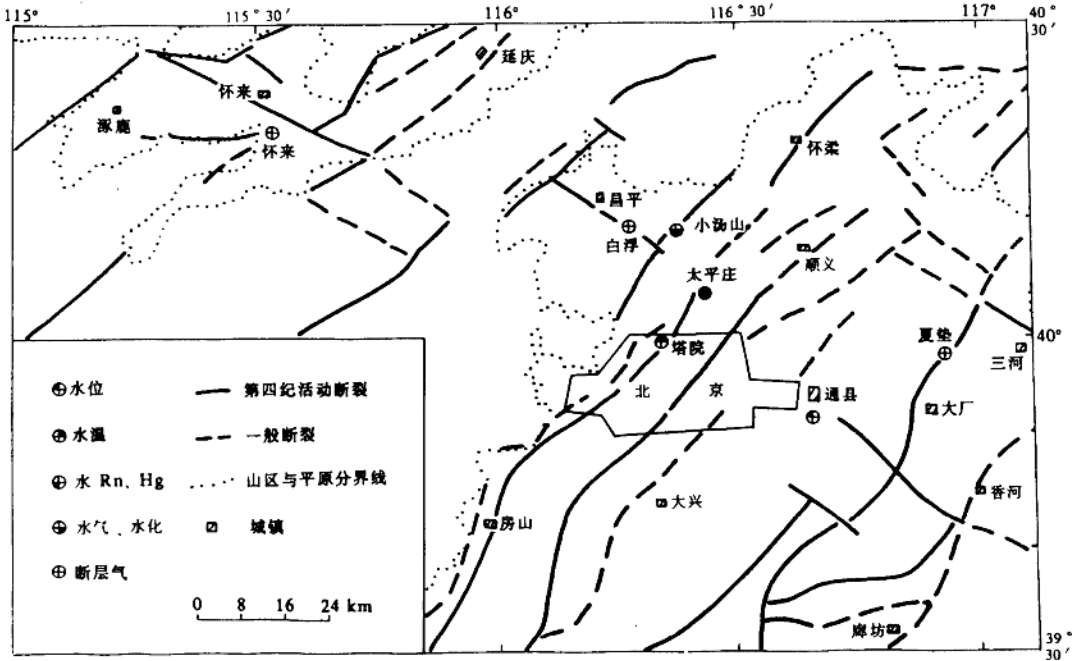 115° 115° 30′ 116° 116° 30′ 117° 40°
30′
延庆
怀来
涿鹿
怀来
怀柔
昌平
小汤山
白浮
顺义
太平庄
40°
塔院
夏垫
三河
北 京
通县
大厂
大兴
香河
房山
廊坊
39°
30′
水位 第四纪活动断裂
水温 一般断裂
水 Rn、Hg 山区与平原分界线
水气、水化 城镇
断层气
0 8 16 24 km